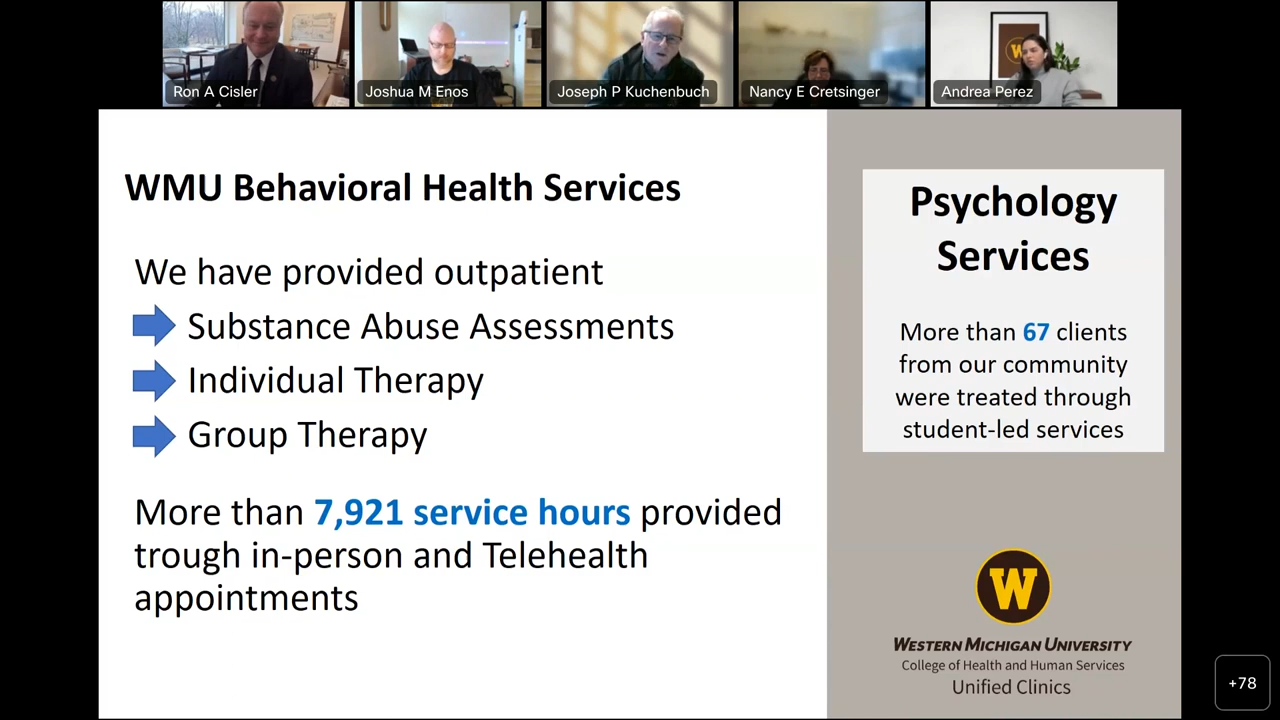 Ron A Cisler
Joshua M Enos
Joseph P Kuchenbuch
Nancy E Cretsinger
Andrea Perez
W
WMU Behavioral Health Services
We have provided outpatient
Substance Abuse Assessments
Individual Therapy
Group Therapy
More than 7,921 service hours provided
trough in-person and Telehealth
appointments
Psychology
Services
More than 67 clients
from our community
were treated through
student-led services
W
WESTERN MICHIGAN UNIVERSITY
College of Health and Human Services
Unified Clinics
+78